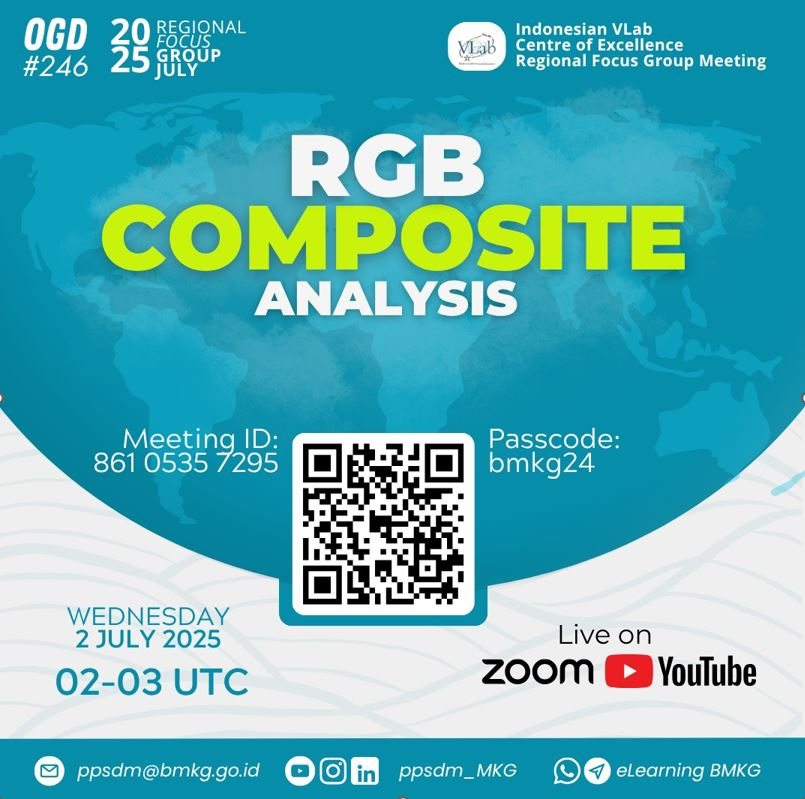 OGD
#246
20
25
REGIONAL
FOCUS
GROUP
JULY
VLab
Indonesian VLab
Centre of Excellence
Regional Focus Group Meeting
RGB
COMPOSITE
ANALYSIS
Meeting ID:
861 0535 7295
Passcode:
bmkg24
WEDNESDAY
2 JULY 2025
02-03 UTC
Live on
zoom YouTube
ppsdm@bmkg.go.id
ppsdm_MKG
eLearning BMKG